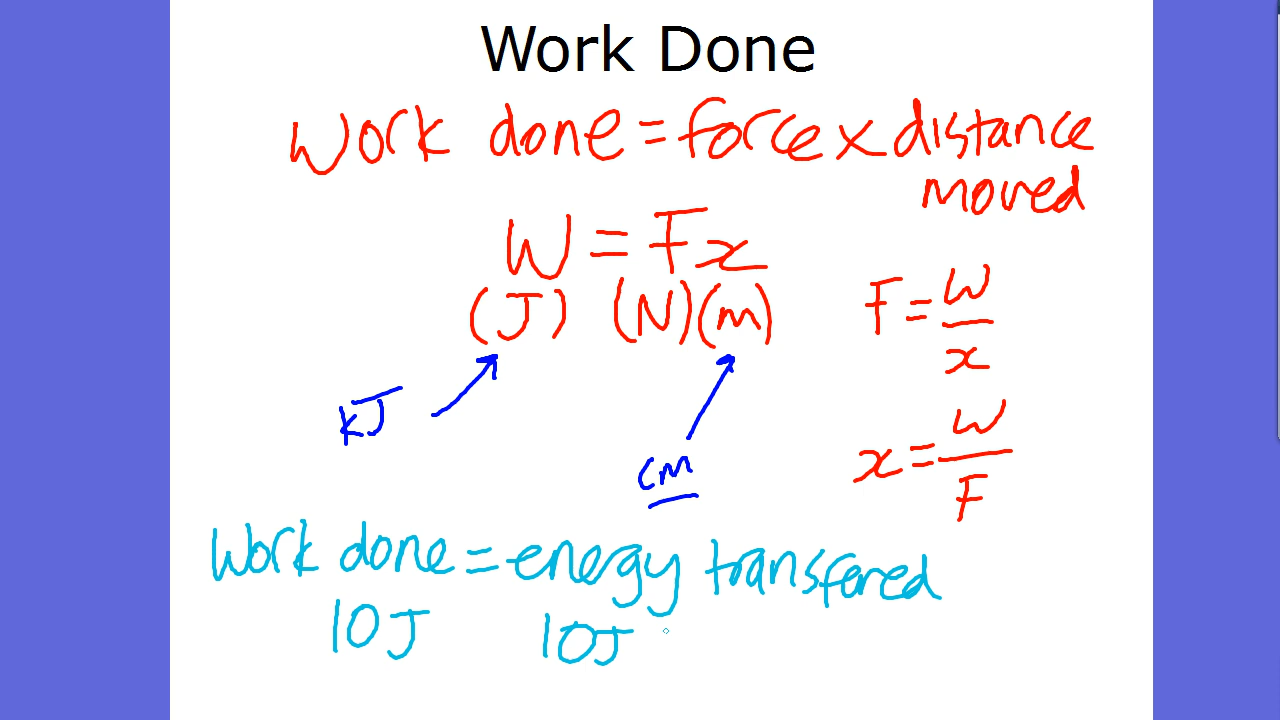 Work Done
Work done = force x distance
moved
W = Fx
(J) (N)(m)
F = W/x
kJ
x = W/F
cm
Work done = energy transfered
10J 10J